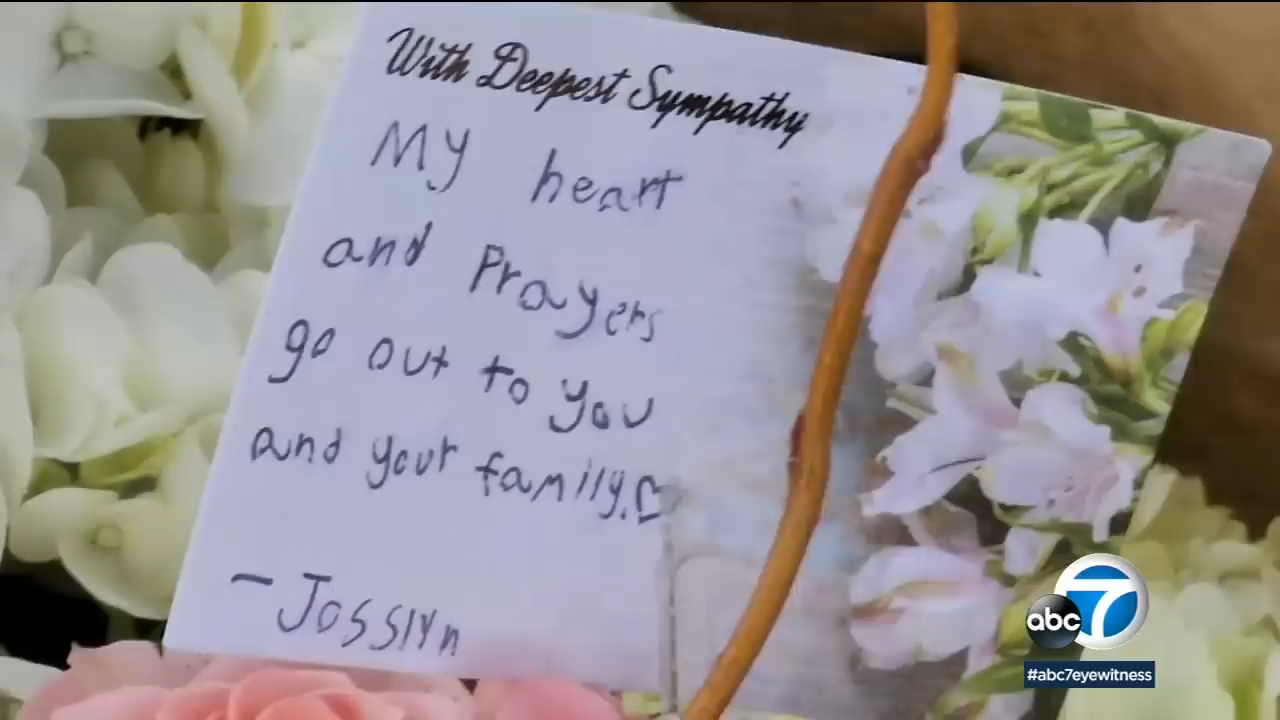 With Deepest Sympathy
My heart
and Prayers
go out to you
and your family.♡
- Josslyn
abc 7
#abc7eyewitness